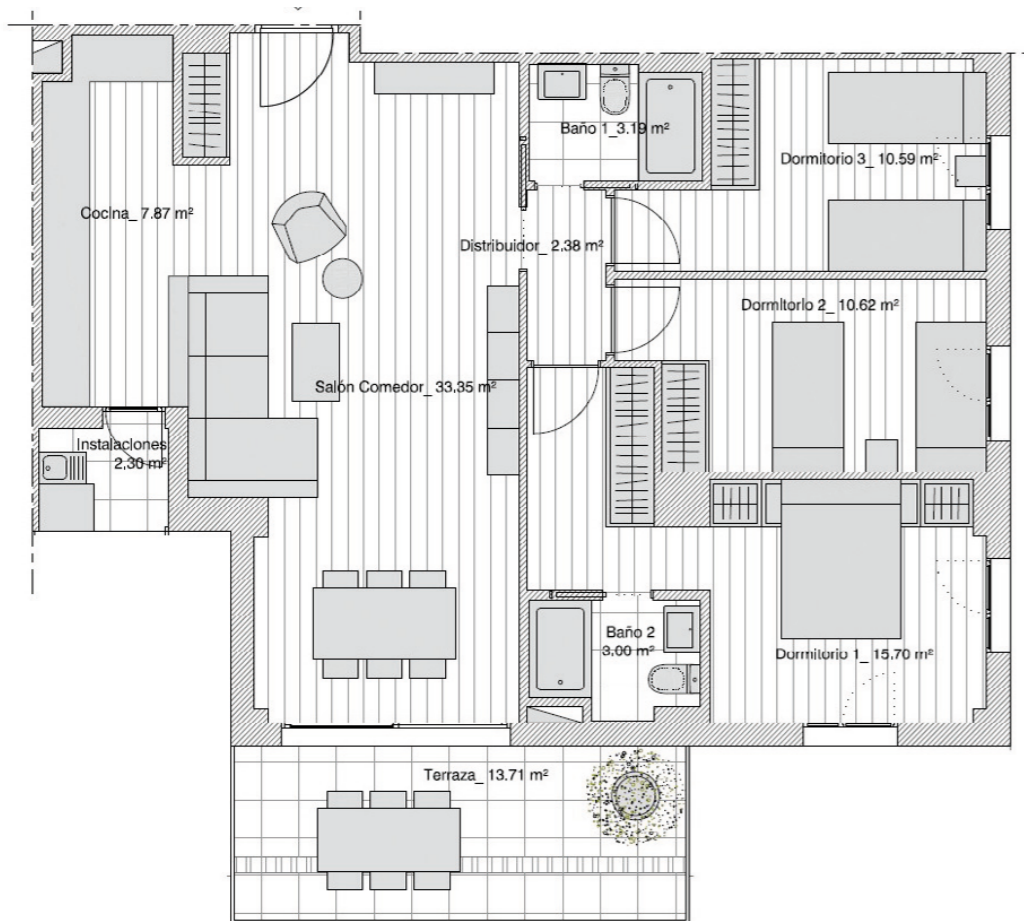 Baño 1_3.19 m²
Dormitorio 3_ 10.59 m²
Cocina_ 7.87 m²
Distribuidor_ 2.38 m²
Dormitorio 2_ 10.62 m²
Salón Comedor_ 33.35 m²
Instalaciones
2.30 m²
Baño 2
3.00 m²
Dormitorio 1_ 15.70 m²
Terraza_ 13.71 m²